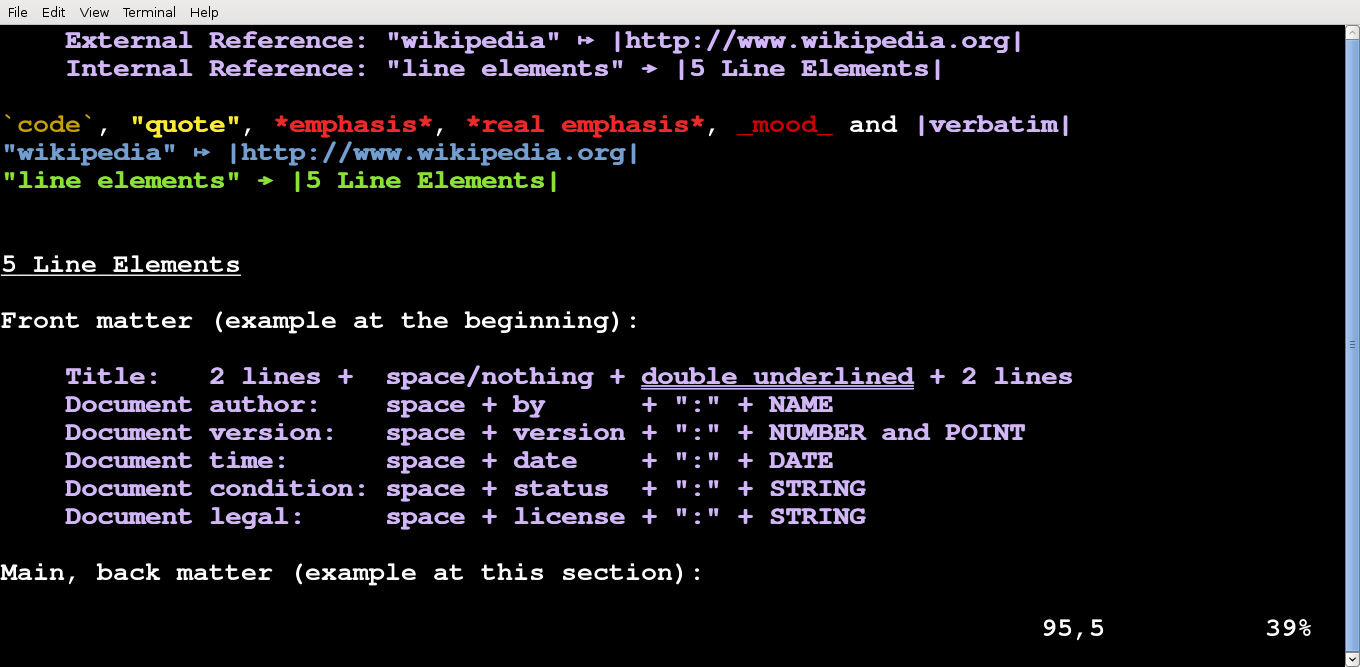 File Edit View Terminal Help
External Reference: "wikipedia" ↦ |http://www.wikipedia.org|
Internal Reference: "line elements" → |5 Line Elements|
`code`, "quote", *emphasis*, *real emphasis*, _mood_ and |verbatim|
"wikipedia" ↦ |http://www.wikipedia.org|
"line elements" → |5 Line Elements|
5 Line Elements
Front matter (example at the beginning):
Title:   2 lines +  space/nothing + double underlined + 2 lines
Document author:    space + by      + ":" + NAME
Document version:   space + version + ":" + NUMBER and POINT
Document time:      space + date    + ":" + DATE
Document condition: space + status  + ":" + STRING
Document legal:     space + license + ":" + STRING
Main, back matter (example at this section):
95,5          39%